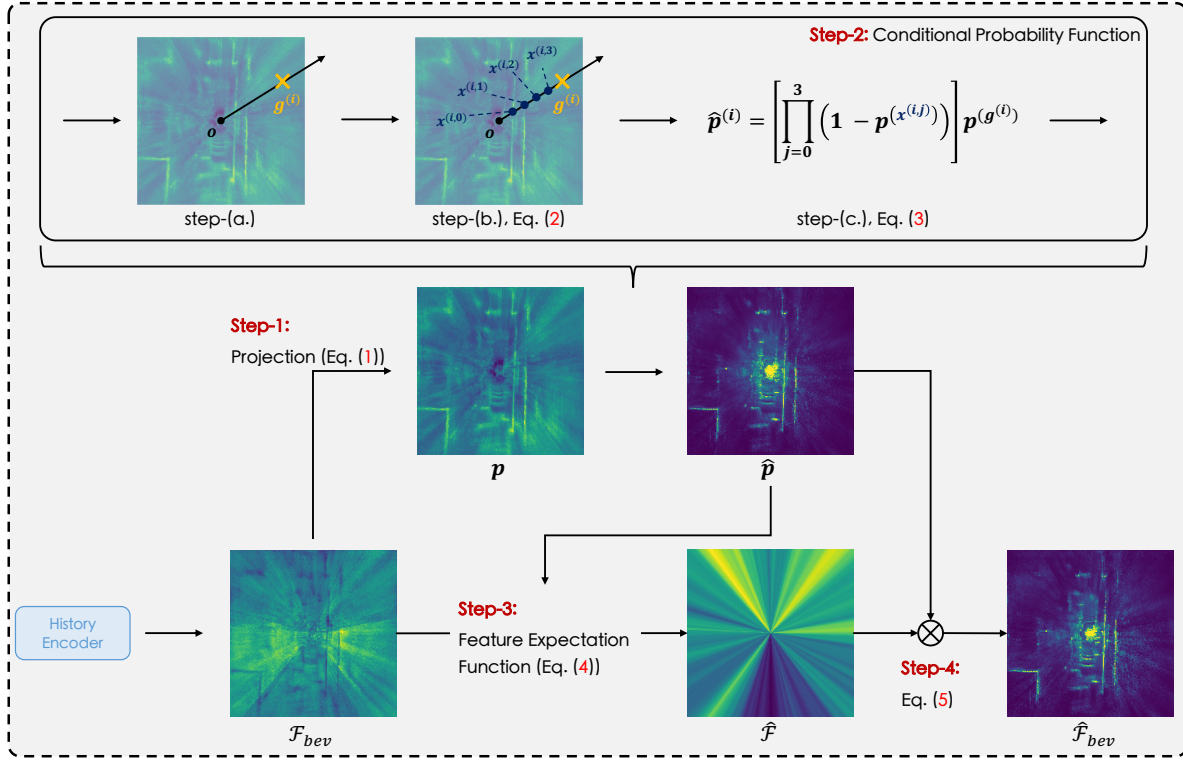 Step-2: Conditional Probability Function
o
g^(i)
x^(i,0)
x^(i,1)
x^(i,2)
x^(i,3)
o
g^(i)
p̂^(i) = [∏_{j=0}^{3} (1 − p^(x^(i,j)))] p^(g^(i))
step-(a.)
step-(b.), Eq. (2)
step-(c.), Eq. (3)
Step-1:
Projection (Eq. (1))
p
p̂
History
Encoder
Step-3:
Feature Expectation
Function (Eq. (4))
Step-4:
Eq. (5)
ℱ_bev
ℱ̂
ℱ̂_bev